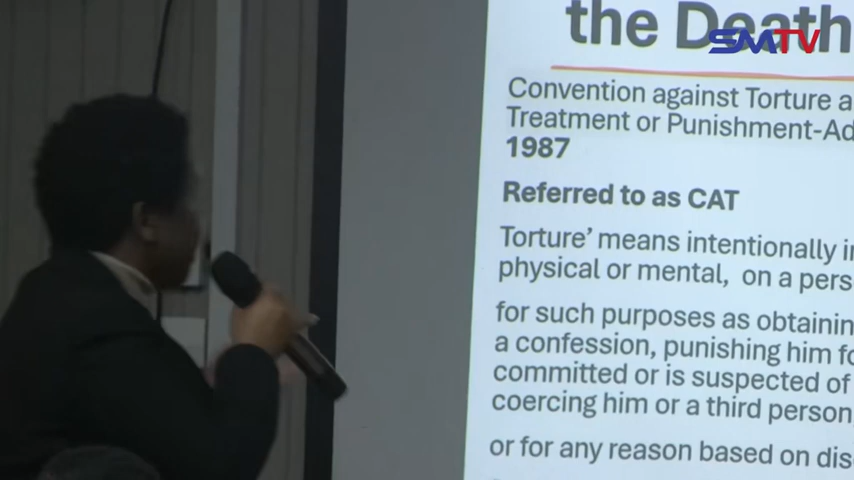 the Death
SMTV
Convention against Torture a
Treatment or Punishment-Ad
1987
Referred to as CAT
Torture' means intentionally in
physical or mental, on a pers
for such purposes as obtainin
a confession, punishing him fo
committed or is suspected of
coercing him or a third person
or for any reason based on dis